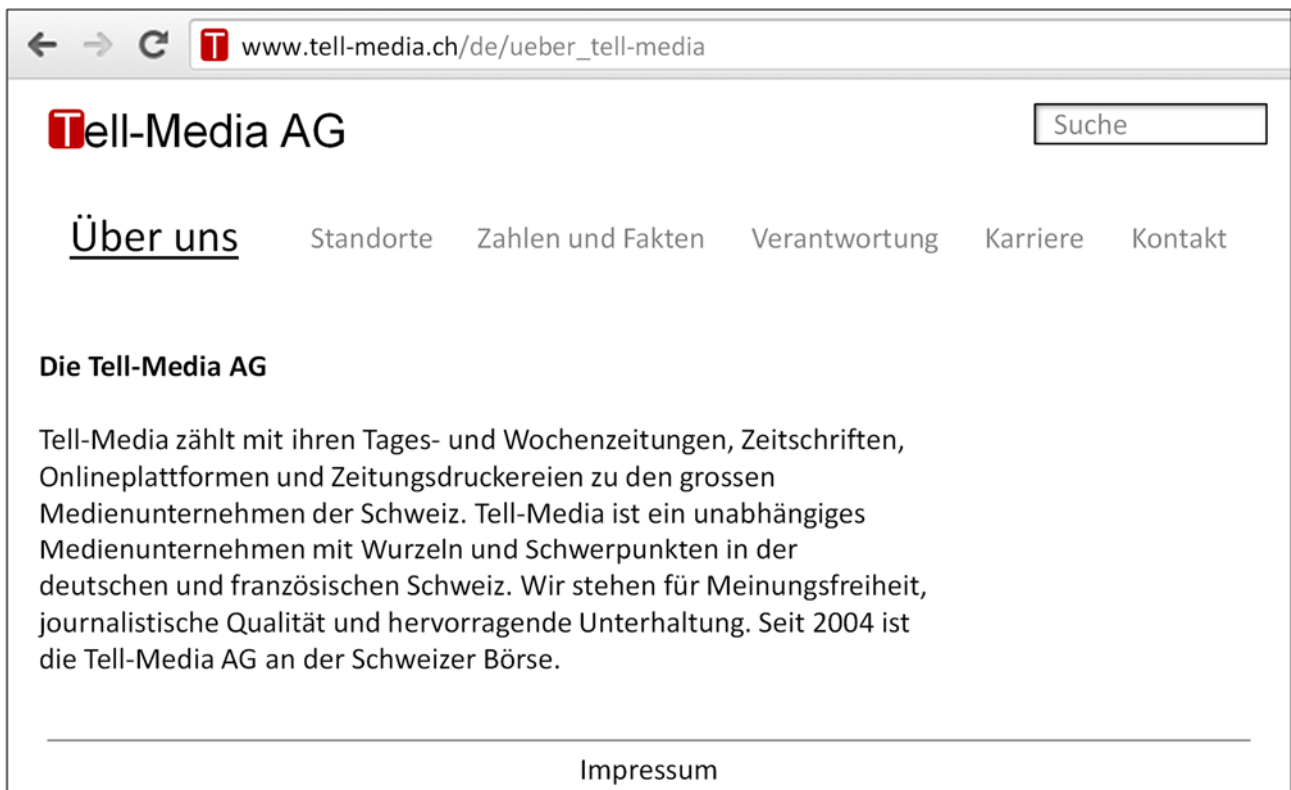 www.tell-media.ch/de/ueber_tell-media
Tell-Media AG
Suche
Über uns Standorte Zahlen und Fakten Verantwortung Karriere Kontakt
Die Tell-Media AG
Tell-Media zählt mit ihren Tages- und Wochenzeitungen, Zeitschriften,
Onlineplattformen und Zeitungsdruckereien zu den grossen
Medienunternehmen der Schweiz. Tell-Media ist ein unabhängiges
Medienunternehmen mit Wurzeln und Schwerpunkten in der
deutschen und französischen Schweiz. Wir stehen für Meinungsfreiheit,
journalistische Qualität und hervorragende Unterhaltung. Seit 2004 ist
die Tell-Media AG an der Schweizer Börse.
Impressum